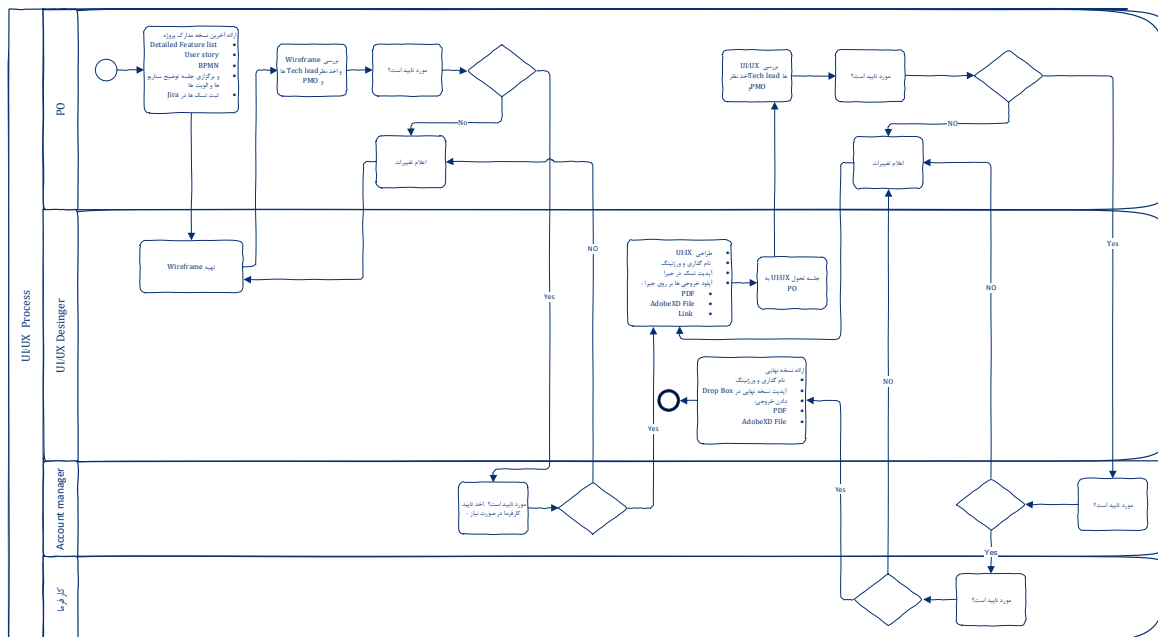 UI/UX Process
PO
ارائه آخرین نسخه مدارک پروژه
Detailed Feature list
User story
BPMN
و برگزاری جلسه توضیح سناریو
ها و الویت ها
ثبت تسک ها در Jira
بررسی Wireframe
و اخذ نظر Tech lead ها
و PMO
مورد تایید است؟
No
اعلام تغییرات
Yes
NO
بررسی UI/UX
اخذ نظر Tech lead ها
و PMO
مورد تایید است؟
NO
اعلام تغییرات
Yes
NO
NO
UI/UX Desinger
تهیه Wireframe
طراحی UI/IX
نام گذاری و ورژنینگ
آپدیت تسک در جیرا
آپلود خروجی ها بر روی جیرا :
PDF
AdobeXD File
Link
جلسه تحول UI/UX به
PO
ارائه نسخه نهایی
نام گذاری و ورژنینگ
آپدیت نسخه نهایی در Drop Box
دادن خروجی:
PDF
AdobeXD File
Yes
Account manager
مورد تایید است؟ .اخذ تایید
کارفرما در صورت نیاز -
Yes
مورد تایید است؟
Yes
کارفرما
مورد تایید است؟